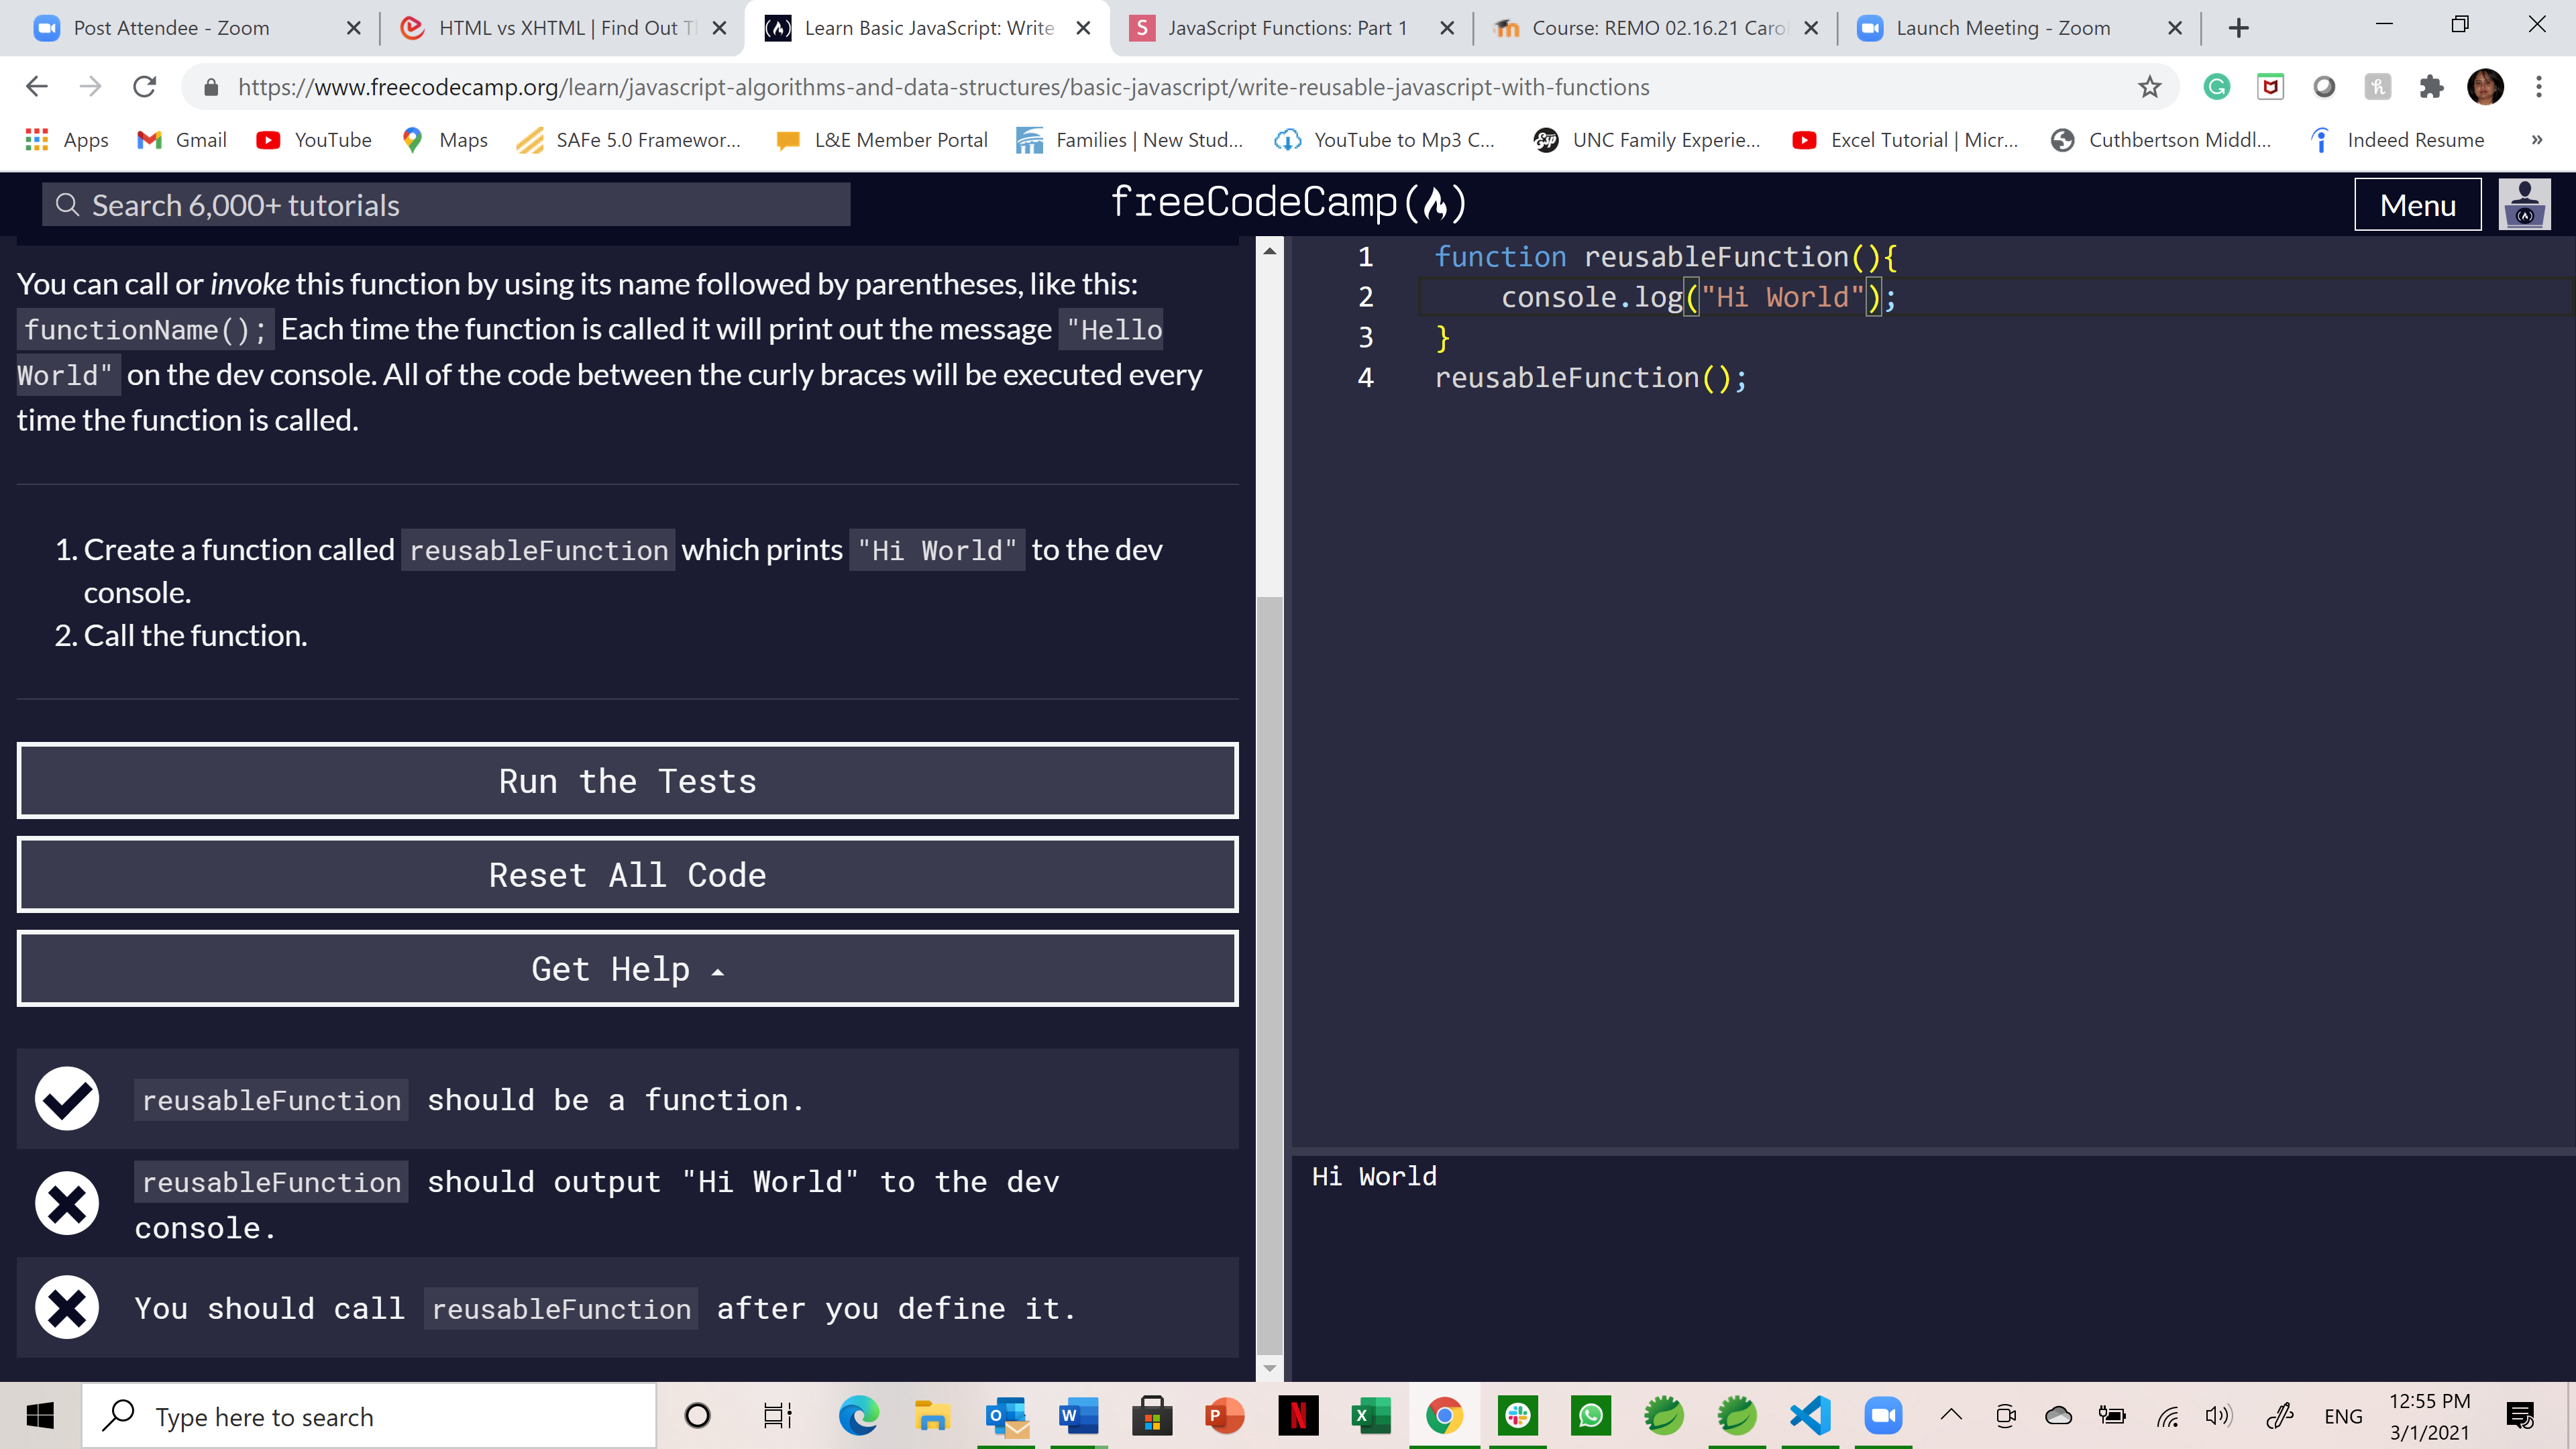 Post Attendee - Zoom
HTML vs XHTML | Find Out T
Learn Basic JavaScript: Write
JavaScript Functions: Part 1
Course: REMO 02.16.21 Caro
Launch Meeting - Zoom
https://www.freecodecamp.org/learn/javascript-algorithms-and-data-structures/basic-javascript/write-reusable-javascript-with-functions
Apps
Gmail
YouTube
Maps
SAFe 5.0 Framewor...
L&E Member Portal
Families | New Stud...
YouTube to Mp3 C...
UNC Family Experie...
Excel Tutorial | Micr...
Cuthbertson Middl...
Indeed Resume
»
Search 6,000+ tutorials
freeCodeCamp
Menu
You can call or invoke this function by using its name followed by parentheses, like this:
functionName(); Each time the function is called it will print out the message "Hello
World" on the dev console. All of the code between the curly braces will be executed every
time the function is called.
1. Create a function called reusableFunction which prints "Hi World" to the dev
console.
2. Call the function.
Run the Tests
Reset All Code
Get Help
reusableFunction should be a function.
reusableFunction should output "Hi World" to the dev
console.
You should call reusableFunction after you define it.
1 function reusableFunction(){
2 console.log("Hi World");
3 }
4 reusableFunction();
Hi World
Type here to search
ENG
12:55 PM
3/1/2021